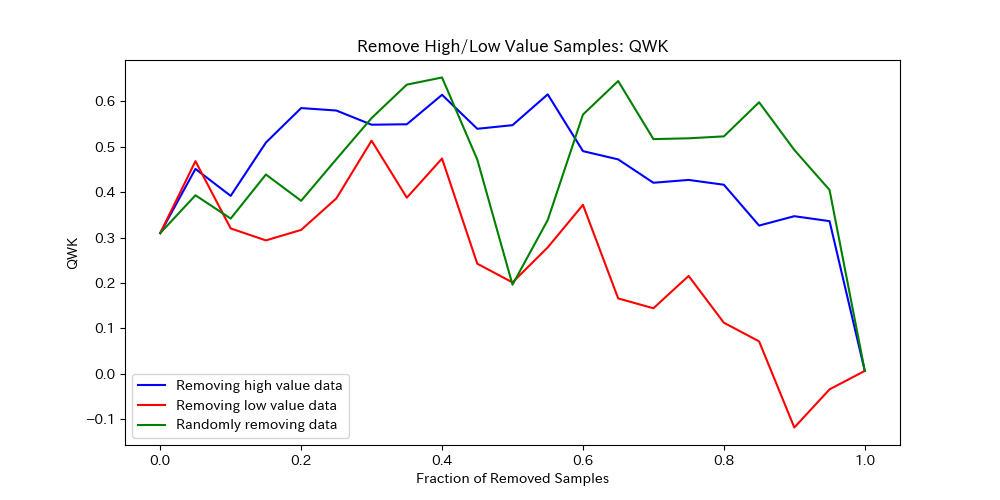 Remove High/Low Value Samples: QWK
QWK
0.6
0.5
0.4
0.3
0.2
0.1
0.0
−0.1
Removing high value data
Removing low value data
Randomly removing data
0.0 0.2 0.4 0.6 0.8 1.0
Fraction of Removed Samples